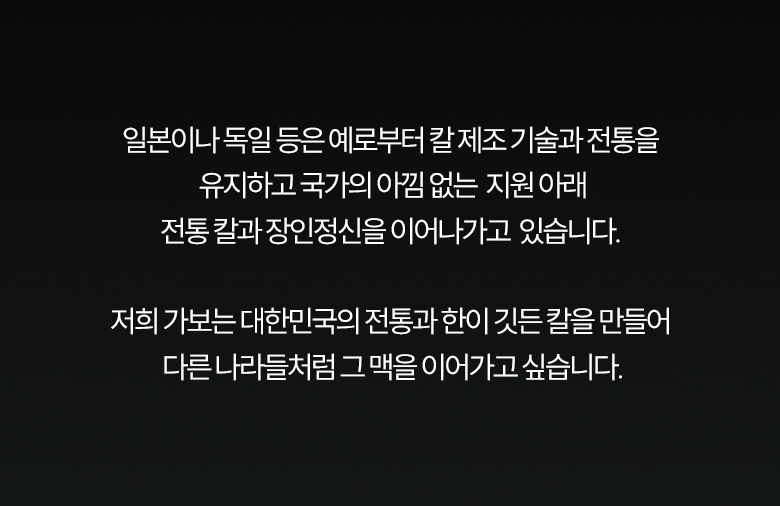 일본이나 독일 등은 예로부터 칼 제조 기술과 전통을
유지하고 국가의 아낌 없는 지원 아래
전통 칼과 장인정신을 이어나가고 있습니다.
저희 가보는 대한민국의 전통과 한이 깃든 칼을 만들어
다른 나라들처럼 그 맥을 이어가고 싶습니다.